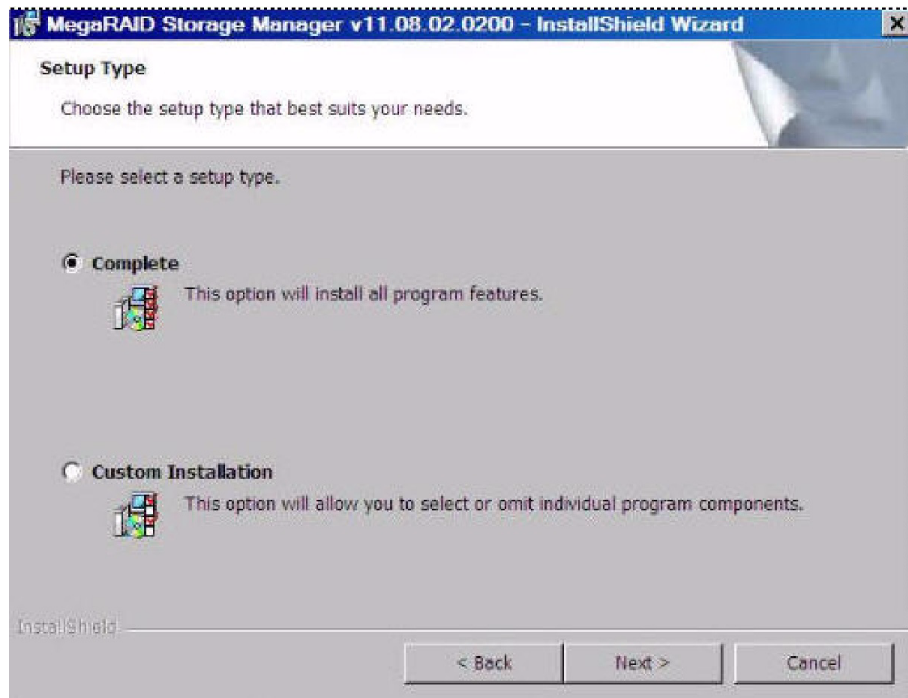 MegaRAID Storage Manager v11.08.02.0200 - InstallShield Wizard
Setup Type
Choose the setup type that best suits your needs.
Please select a setup type.
Complete
This option will install all program features.
Custom Installation
This option will allow you to select or omit individual program components.
InstallShield
< Back
Next >
Cancel